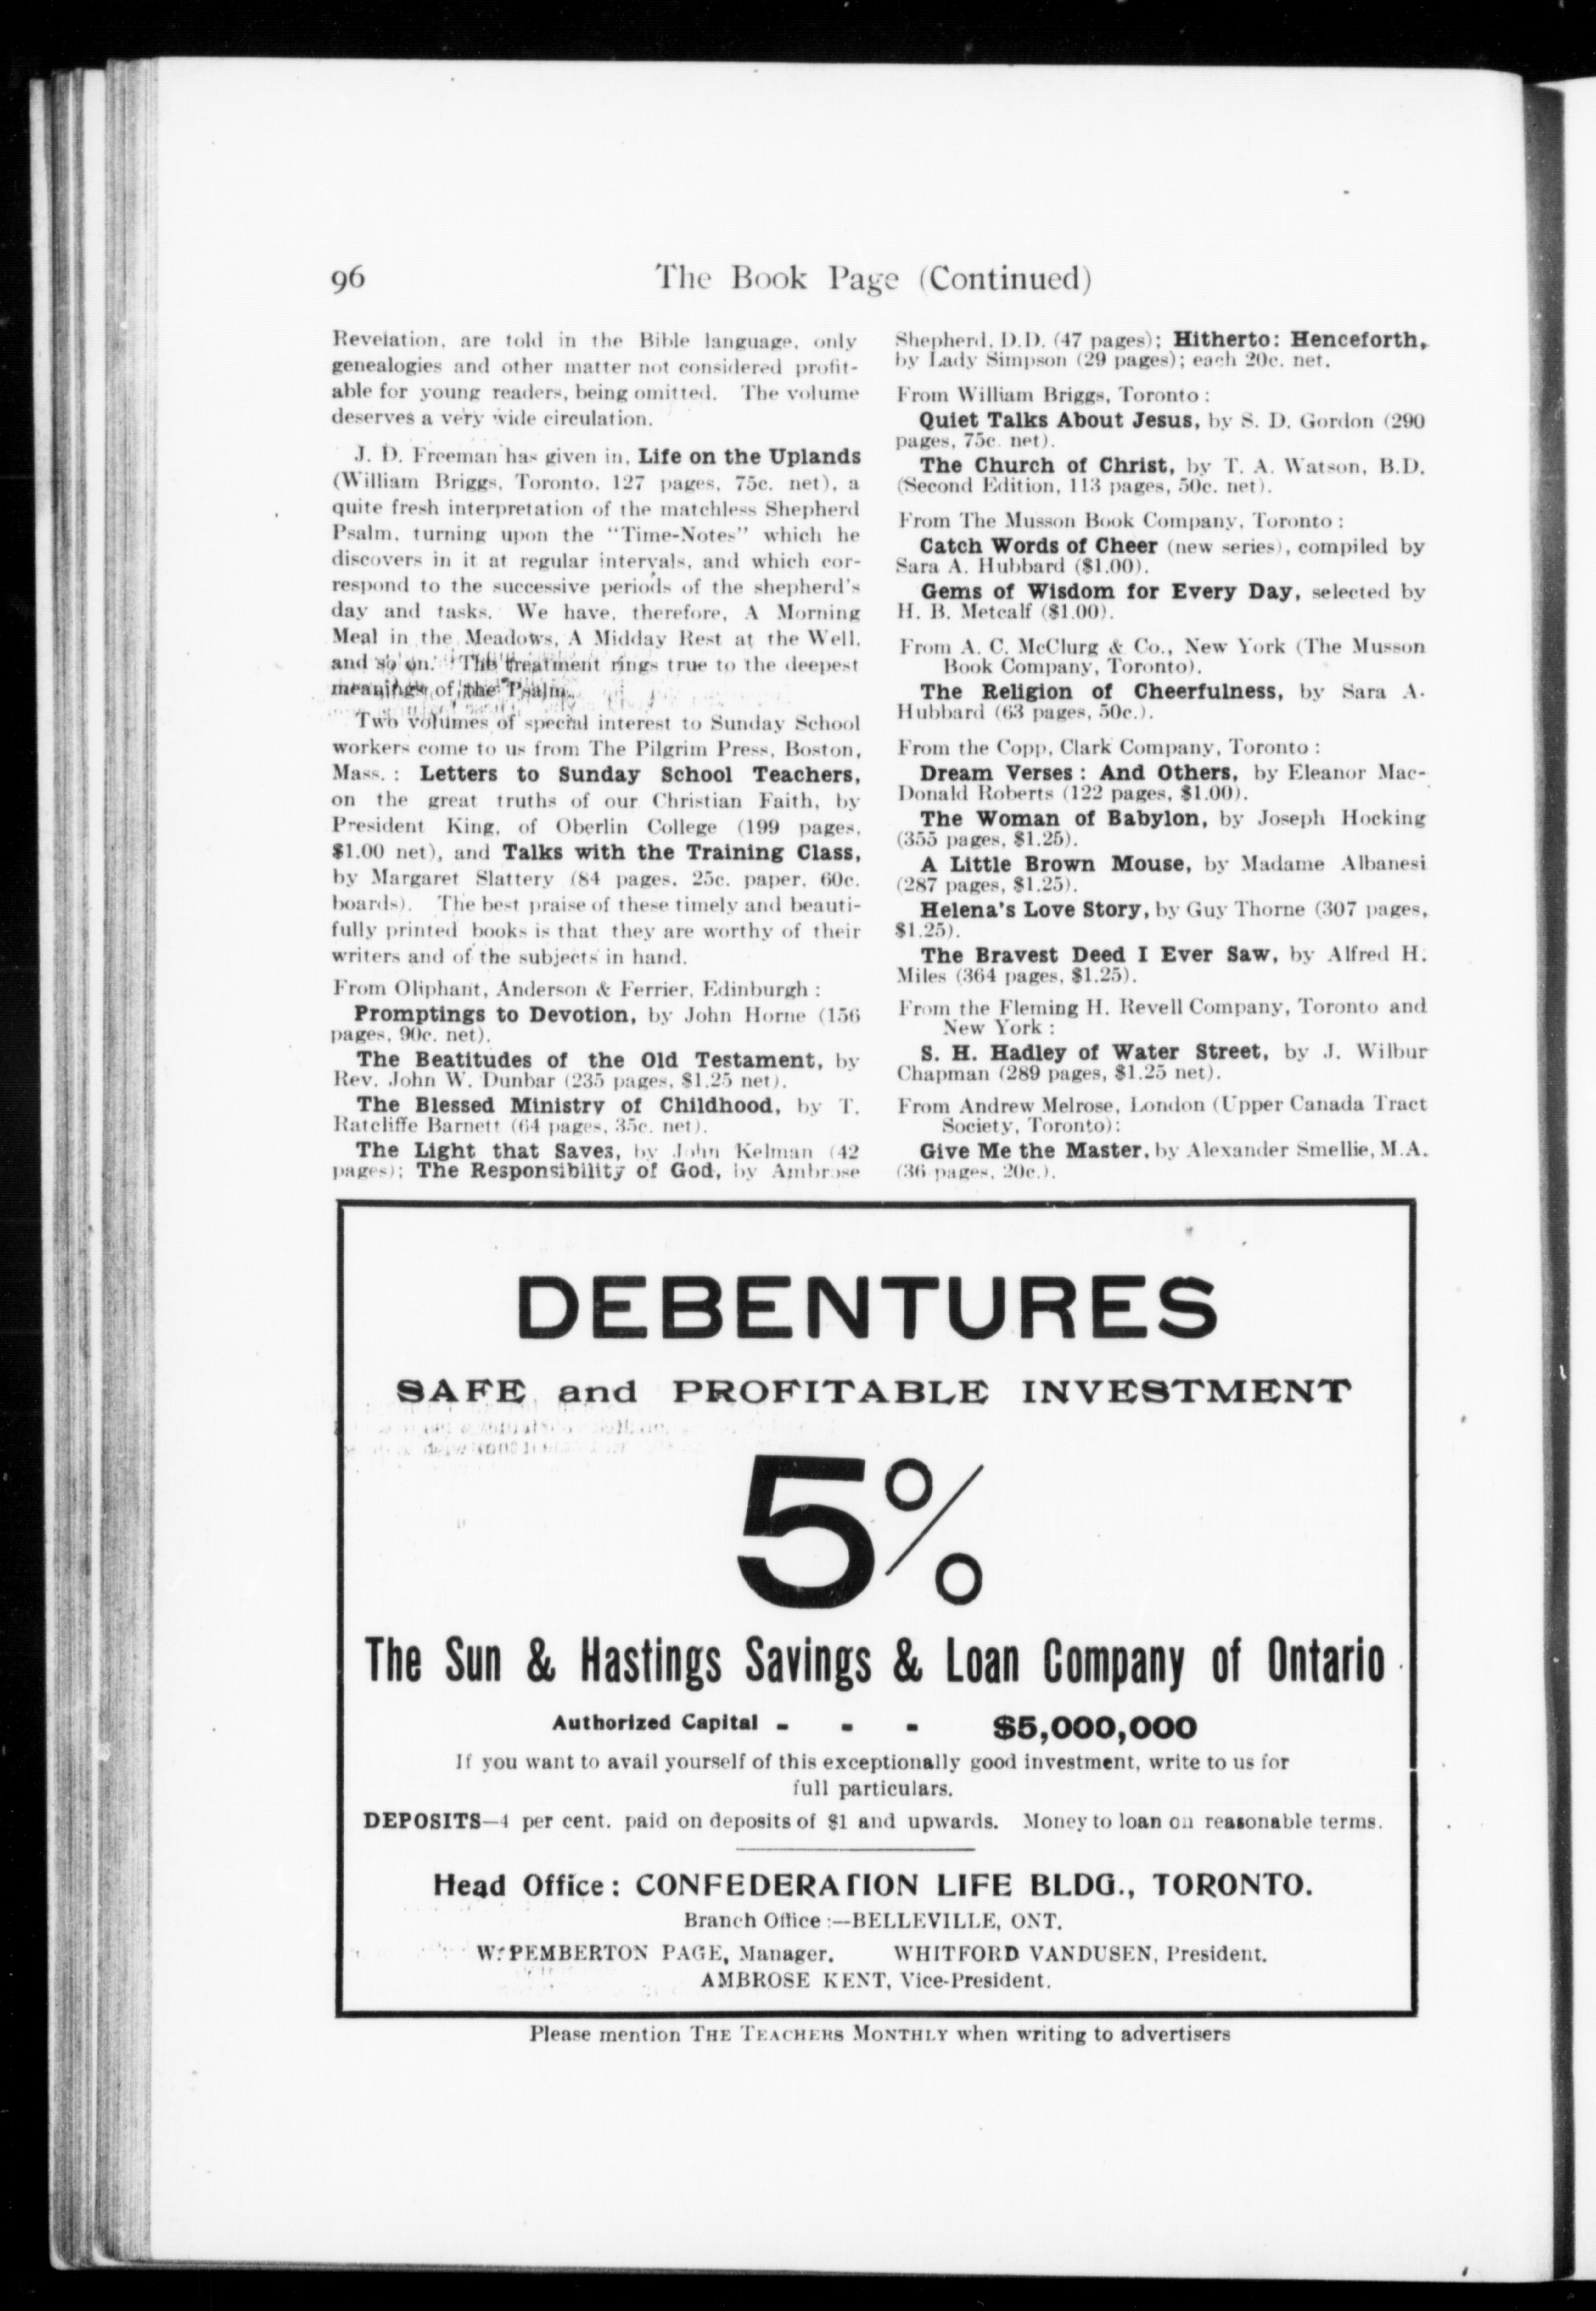 96
The Book Page (Continued)
Revelation, are told in the Bible language, only
genealogies and other matter not considered profit-
able for young readers, being omitted. The volume
deserves a very wide circulation.
J. D. Freeman has given in, Life on the Uplands
(William Briggs, Toronto, 127 pages, 75c. net), a
quite fresh interpretation of the matchless Shepherd
Psalm, turning upon the "Time-Notes" which he
discovers in it at regular intervals, and which cor-
respond to the successive periods of the shepherd's
day and tasks. We have, therefore, A Morning
Meal in the Meadows, A Midday Rest at the Well,
and so on. The treatment rings true to the deepest
meanings of the Psalm.
Two volumes of special interest to Sunday School
workers come to us from The Pilgrim Press, Boston,
Mass. : Letters to Sunday School Teachers,
on the great truths of our Christian Faith, by
President King, of Oberlin College (199 pages,
$1.00 net), and Talks with the Training Class,
by Margaret Slattery (84 pages, 25c. paper, 60c.
boards). The best praise of these timely and beauti-
fully printed books is that they are worthy of their
writers and of the subjects in hand.
From Oliphant, Anderson & Ferrier, Edinburgh :
Promptings to Devotion, by John Horne (156
pages, 90c. net).
The Beatitudes of the Old Testament, by
Rev. John W. Dunbar (235 pages, $1.25 net).
The Blessed Ministry of Childhood, by T.
Ratcliffe Barnett (64 pages, 35c. net).
The Light that Saves, by John Kelman (42
pages); The Responsibility of God, by Ambrose
Shepherd, D.D. (47 pages); Hitherto: Henceforth,
by Lady Simpson (29 pages); each 20c. net.
From William Briggs, Toronto :
Quiet Talks About Jesus, by S. D. Gordon (290
pages, 75c. net).
The Church of Christ, by T. A. Watson, B.D.
(Second Edition, 113 pages, 50c. net).
From The Musson Book Company, Toronto :
Catch Words of Cheer (new series), compiled by
Sara A. Hubbard ($1.00).
Gems of Wisdom for Every Day, selected by
H. B. Metcalf ($1.00).
From A. C. McClurg & Co., New York (The Musson
Book Company, Toronto).
The Religion of Cheerfulness, by Sara A.
Hubbard (63 pages, 50c.).
From the Copp, Clark Company, Toronto :
Dream Verses : And Others, by Eleanor Mac-
Donald Roberts (122 pages, $1.00).
The Woman of Babylon, by Joseph Hocking
(355 pages, $1.25).
A Little Brown Mouse, by Madame Albanesi
(287 pages, $1.25).
Helena's Love Story, by Guy Thorne (307 pages,
$1.25).
The Bravest Deed I Ever Saw, by Alfred H.
Miles (364 pages, $1.25).
From the Fleming H. Revell Company, Toronto and
New York :
S. H. Hadley of Water Street, by J. Wilbur
Chapman (289 pages, $1.25 net).
From Andrew Melrose, London (Upper Canada Tract
Society, Toronto):
Give Me the Master, by Alexander Smellie, M.A.
(36 pages, 20c.).
DEBENTURES
SAFE and PROFITABLE INVESTMENT
5%
The Sun & Hastings Savings & Loan Company of Ontario
Authorized Capital - - - $5,000,000
If you want to avail yourself of this exceptionally good investment, write to us for
full particulars.
DEPOSITS—4 per cent. paid on deposits of $1 and upwards. Money to loan on reasonable terms.
Head Office: CONFEDERATION LIFE BLDG., TORONTO.
Branch Office :—BELLEVILLE, ONT.
W. PEMBERTON PAGE, Manager. WHITFORD VANDUSEN, President.
AMBROSE KENT, Vice-President.
Please mention THE TEACHERS MONTHLY when writing to advertisers